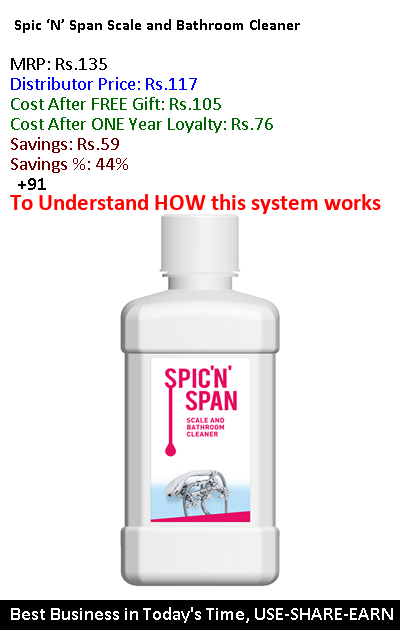 Spic ‘N’ Span Scale and Bathroom Cleaner
MRP: Rs.135
Distributor Price: Rs.117
Cost After FREE Gift: Rs.105
Cost After ONE Year Loyalty: Rs.76
Savings: Rs.59
Savings %: 44%
+91
To Understand HOW this system works
SPIC'N'
SPAN
SCALE AND
BATHROOM
CLEANER
Best Business in Today's Time, USE-SHARE-EARN